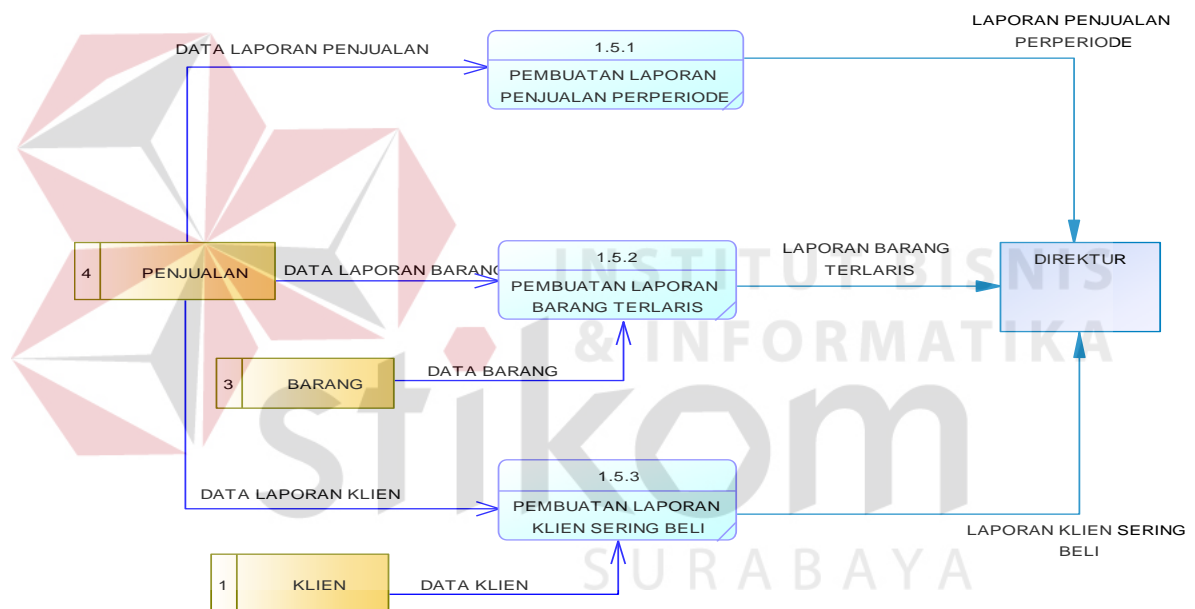 LAPORAN PENJUALAN
PERPERIODE
DATA LAPORAN PENJUALAN
1.5.1
PEMBUATAN LAPORAN
PENJUALAN PERPERIODE
4
PENJUALAN
DATA LAPORAN BARANG
1.5.2
PEMBUATAN LAPORAN
BARANG TERLARIS
LAPORAN BARANG
TERLARIS
DIREKTUR
INSTITUT BISNIS
& INFORMATIKA
3
BARANG
DATA BARANG
stikom
DATA LAPORAN KLIEN
1.5.3
PEMBUATAN LAPORAN
KLIEN SERING BELI
LAPORAN KLIEN SERING
BELI
1
KLIEN
DATA KLIEN
SURABAYA